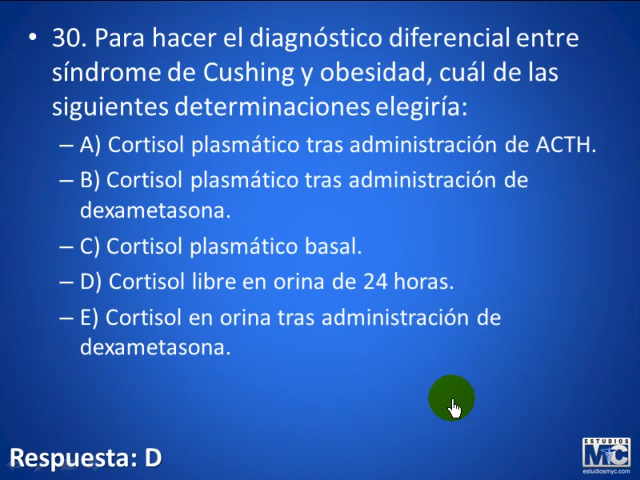 • 30. Para hacer el diagnóstico diferencial entre
síndrome de Cushing y obesidad, cuál de las
siguientes determinaciones elegiría:
– A) Cortisol plasmático tras administración de ACTH.
– B) Cortisol plasmático tras administración de
dexametasona.
– C) Cortisol plasmático basal.
– D) Cortisol libre en orina de 24 horas.
– E) Cortisol en orina tras administración de
dexametasona.
Respuesta: D
ESTUDIOS
MyC
estudiosmyc.com